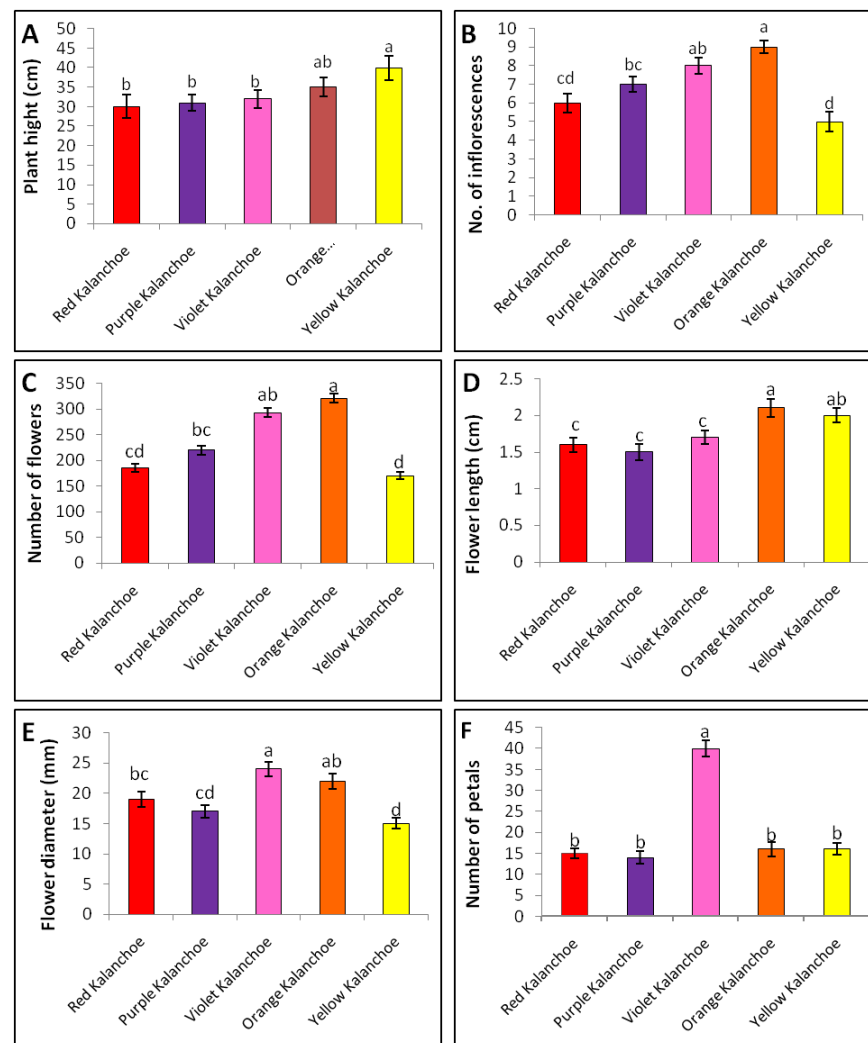 A
Plant hight (cm)
50
45
40
35
30
25
20
15
10
5
0
b
b
b
ab
a
Red Kalanchoe
Purple Kalanchoe
Violet Kalanchoe
Orange...
Yellow Kalanchoe
B
No. of inflorescences
10
9
8
7
6
5
4
3
2
1
0
cd
bc
ab
a
d
Red Kalanchoe
Purple Kalanchoe
Violet Kalanchoe
Orange Kalanchoe
Yellow Kalanchoe
C
Number of flowers
350
300
250
200
150
100
50
0
cd
bc
ab
a
d
Red Kalanchoe
Purple Kalanchoe
Violet Kalanchoe
Orange Kalanchoe
Yellow Kalanchoe
D
Flower length (cm)
2.5
2
1.5
1
0.5
0
c
c
c
a
ab
Red Kalanchoe
Purple Kalanchoe
Violet Kalanchoe
Orange Kalanchoe
Yellow Kalanchoe
E
Flower diameter (mm)
30
25
20
15
10
5
0
bc
cd
a
ab
d
Red Kalanchoe
Purple Kalanchoe
Violet Kalanchoe
Orange Kalanchoe
Yellow Kalanchoe
F
Number of petals
45
40
35
30
25
20
15
10
5
0
b
b
a
b
b
Red Kalanchoe
Purple Kalanchoe
Violet Kalanchoe
Orange Kalanchoe
Yellow Kalanchoe